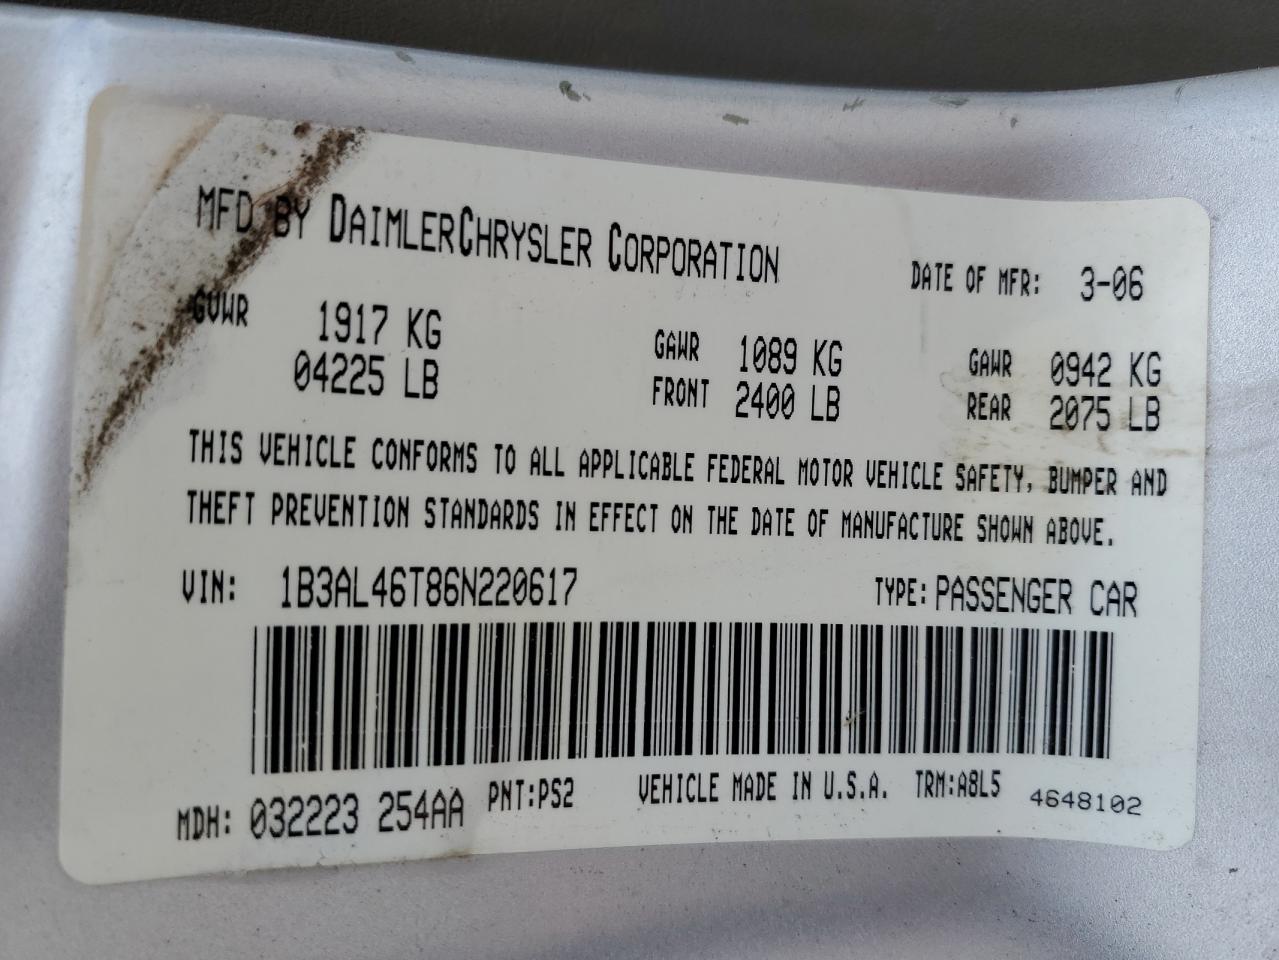 MFD BY DAIMLERCHRYSLER CORPORATION
DATE OF MFR: 3-06
GVWR 1917 KG
04225 LB
GAWR 1089 KG
FRONT 2400 LB
GAWR 0942 KG
REAR 2075 LB
THIS VEHICLE CONFORMS TO ALL APPLICABLE FEDERAL MOTOR VEHICLE SAFETY, BUMPER AND
THEFT PREVENTION STANDARDS IN EFFECT ON THE DATE OF MANUFACTURE SHOWN ABOVE.
VIN: 1B3AL46T86N220617 TYPE: PASSENGER CAR
MDH: 032223 254AA PNT:PS2 VEHICLE MADE IN U.S.A. TRM:A8L5 4648102